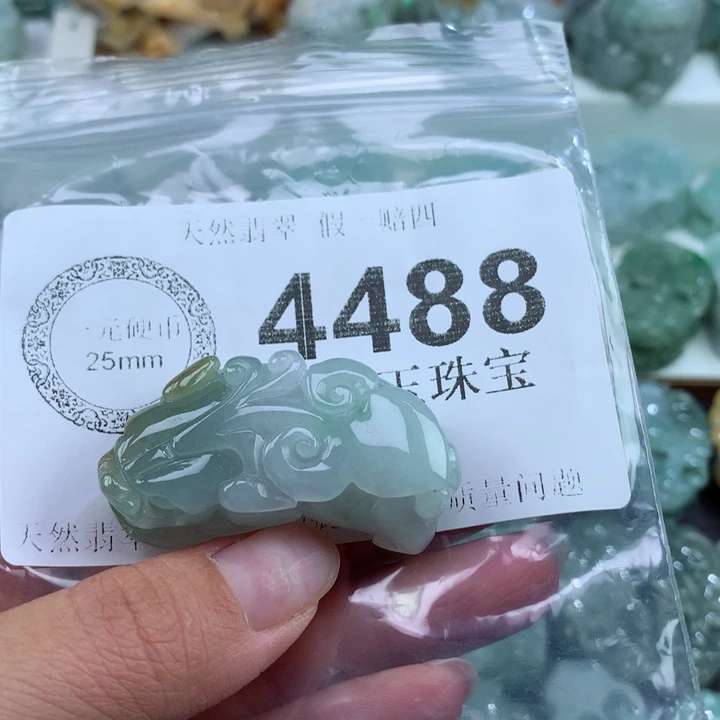 天然翡翠 假一赔四
一元硬币
25mm
4488
玉珠宝
天然翡翠
质量问题